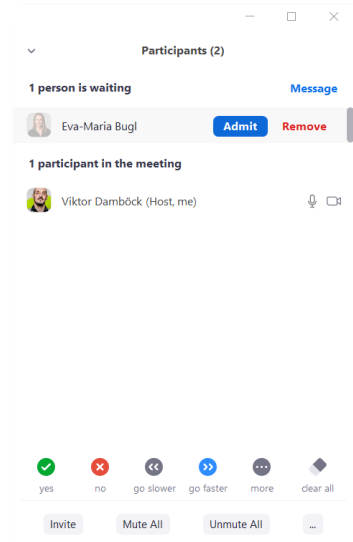 Participants (2)
1 person is waiting Message
Eva-Maria Bugl Admit Remove
1 participant in the meeting
Viktor Damböck (Host, me)
yes no go slower go faster more clear all
Invite Mute All Unmute All ...